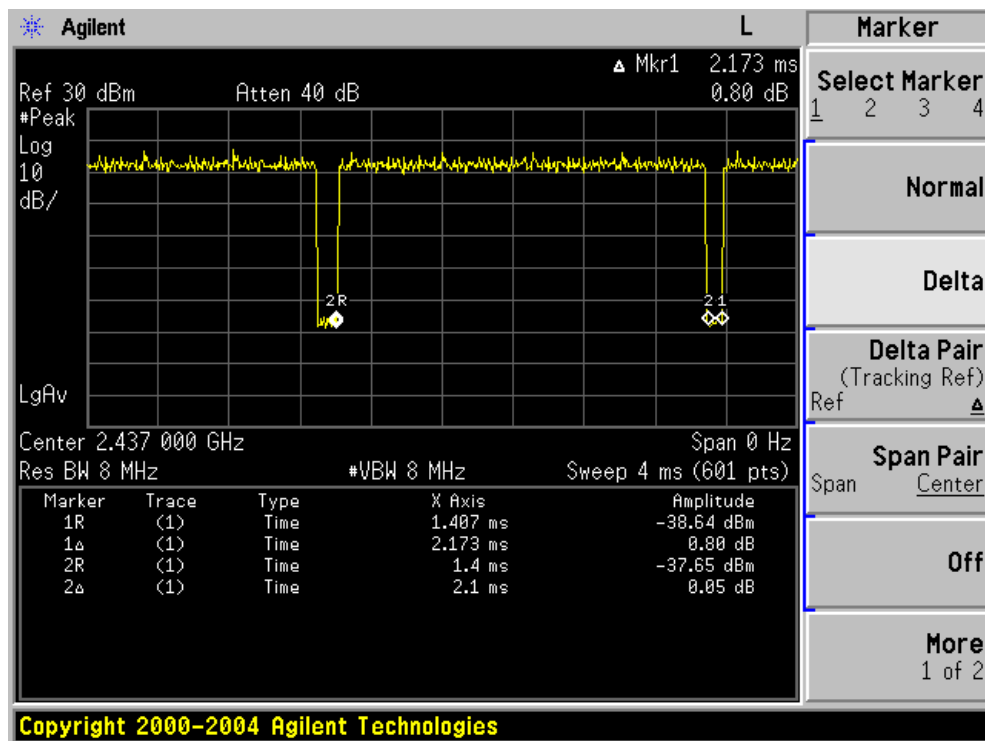 Agilent L
Δ Mkr1 2.173 ms
Ref 30 dBm Atten 40 dB 0.80 dB
#Peak
Log
10
dB/
2R
21
LgAv
Center 2.437 000 GHz Span 0 Hz
Res BW 8 MHz #VBW 8 MHz Sweep 4 ms (601 pts)
Marker Trace Type X Axis Amplitude
1R (1) Time 1.407 ms -38.64 dBm
1Δ (1) Time 2.173 ms 0.80 dB
2R (1) Time 1.4 ms -37.65 dBm
2Δ (1) Time 2.1 ms 0.05 dB
Copyright 2000-2004 Agilent Technologies
Marker
Select Marker
1 2 3 4
Normal
Delta
Delta Pair
(Tracking Ref)
Ref Δ
Span Pair
Span Center
Off
More
1 of 2